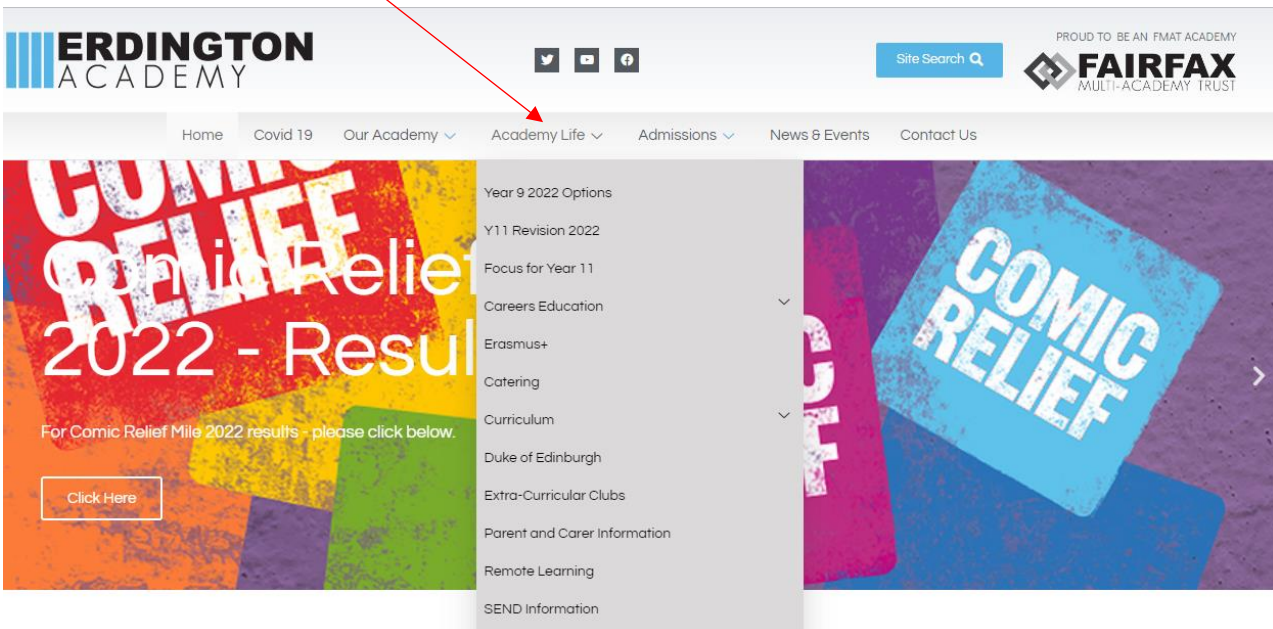 ERDINGTON
ACADEMY
Site Search
PROUD TO BE AN FMAT ACADEMY
FAIRFAX
MULTI-ACADEMY TRUST
Home Covid 19 Our Academy Academy Life Admissions News & Events Contact Us
COMIC
RELIEF
Comic Relief
2022 - Resul
For Comic Relief Mile 2022 results - please click below.
Click Here
Year 9 2022 Options
Y11 Revision 2022
Focus for Year 11
Careers Education
Erasmus+
Catering
Curriculum
Duke of Edinburgh
Extra-Curricular Clubs
Parent and Carer Information
Remote Learning
SEND Information
COMIC
RELIEF